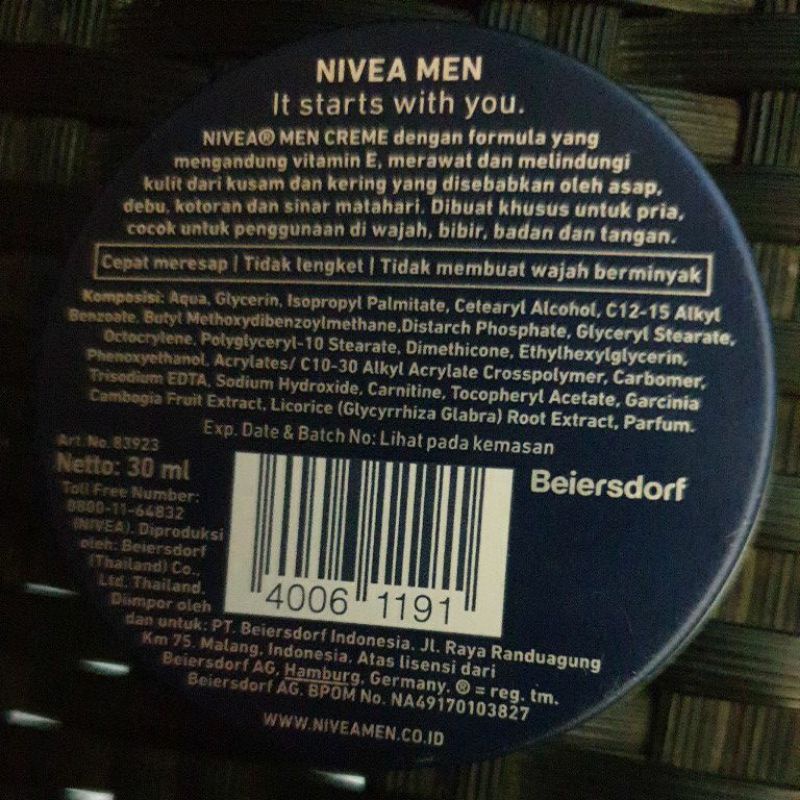 NIVEA MEN
It starts with you.
NIVEA® MEN CREME dengan formula yang
mengandung vitamin E, merawat dan melindungi
kulit dari kusam dan kering yang disebabkan oleh asap,
debu, kotoran dan sinar matahari. Dibuat khusus untuk pria,
cocok untuk penggunaan di wajah, bibir, badan dan tangan.
Cepat meresap | Tidak lengket | Tidak membuat wajah berminyak
Komposisi: Aqua, Glycerin, Isopropyl Palmitate, Cetearyl Alcohol, C12-15 Alkyl
Benzoate, Butyl Methoxydibenzoylmethane,Distarch Phosphate, Glyceryl Stearate,
Octocrylene, Polyglyceryl-10 Stearate, Dimethicone, Ethylhexylglycerin,
Phenoxyethanol, Acrylates/ C10-30 Alkyl Acrylate Crosspolymer, Carbomer,
Trisodium EDTA, Sodium Hydroxide, Carnitine, Tocopheryl Acetate, Garcinia
Cambogia Fruit Extract, Licorice (Glycyrrhiza Glabra) Root Extract, Parfum.
Exp. Date & Batch No: Lihat pada kemasan
Art. No. 83923
Netto: 30 ml
Beiersdorf
Toll Free Number:
0800-11-64832
(NIVEA). Diproduksi
oleh: Beiersdorf
(Thailand) Co.,
Ltd. Thailand.
Diimpor oleh
4006 1191
dan untuk: PT. Beiersdorf Indonesia. Jl. Raya Randuagung
Km 75. Malang, Indonesia. Atas lisensi dari
Beiersdorf AG, Hamburg, Germany. ® = reg. tm.
Beiersdorf AG. BPOM No. NA49170103827
WWW.NIVEAMEN.CO.ID